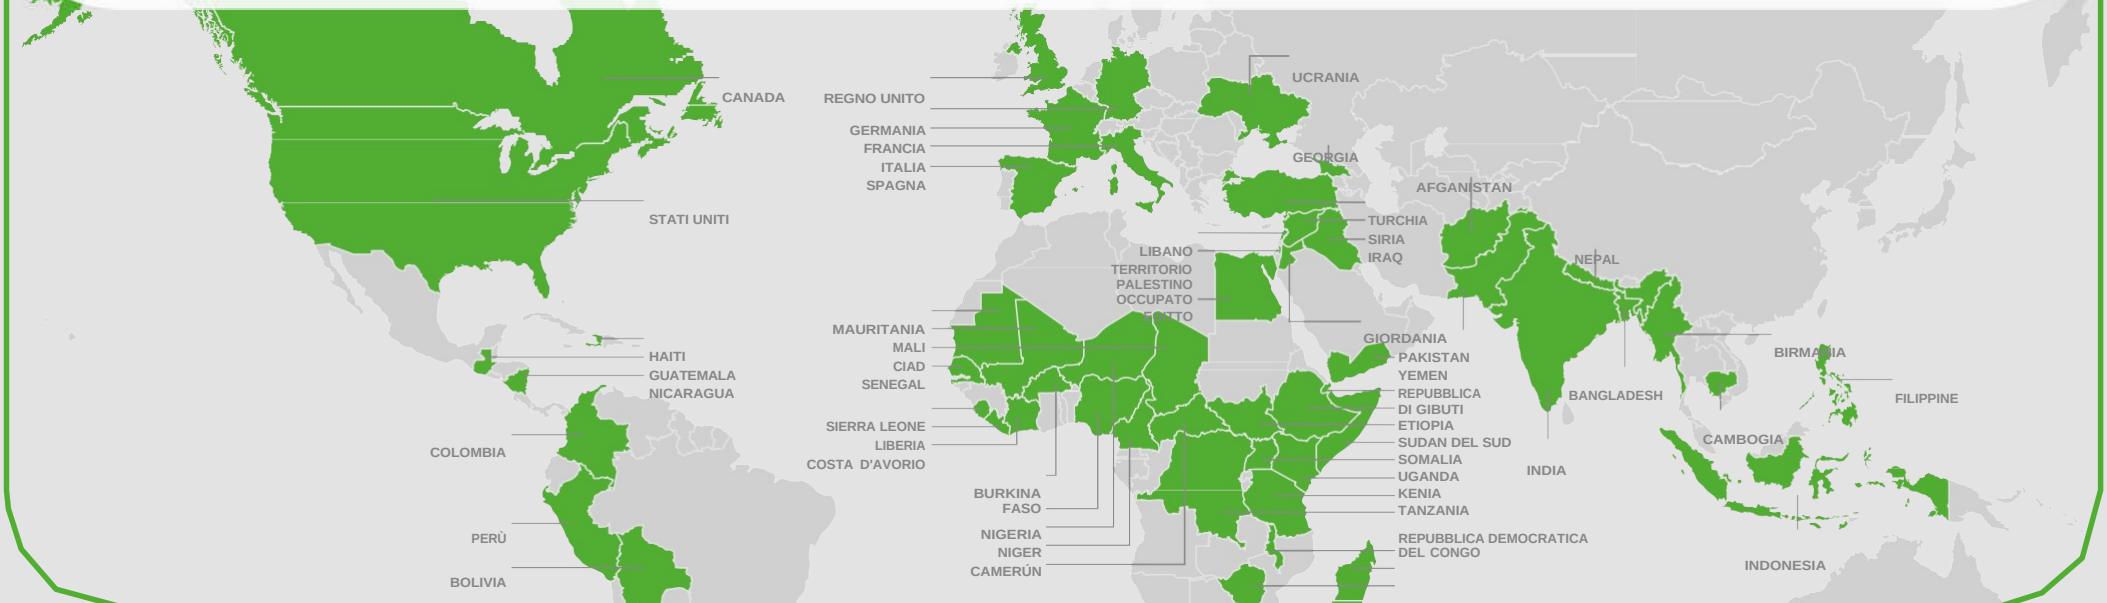 CANADA
STATI UNITI
HAITI
GUATEMALA
NICARAGUA
COLOMBIA
PERÙ
BOLIVIA
REGNO UNITO
GERMANIA
FRANCIA
ITALIA
SPAGNA
UCRANIA
GEORGIA
AFGANISTAN
TURCHIA
SIRIA
IRAQ
LIBANO
TERRITORIO
PALESTINO
OCCUPATO
EGITTO
MAURITANIA
MALI
CIAD
SENEGAL
SIERRA LEONE
LIBERIA
COSTA D'AVORIO
BURKINA
FASO
NIGERIA
NIGER
CAMERÚN
GIORDANIA
PAKISTAN
YEMEN
REPUBBLICA
DI GIBUTI
ETIOPIA
SUDAN DEL SUD
SOMALIA
UGANDA
KENIA
TANZANIA
REPUBBLICA DEMOCRATICA
DEL CONGO
NEPAL
BIRMANIA
BANGLADESH
FILIPPINE
CAMBOGIA
INDIA
INDONESIA